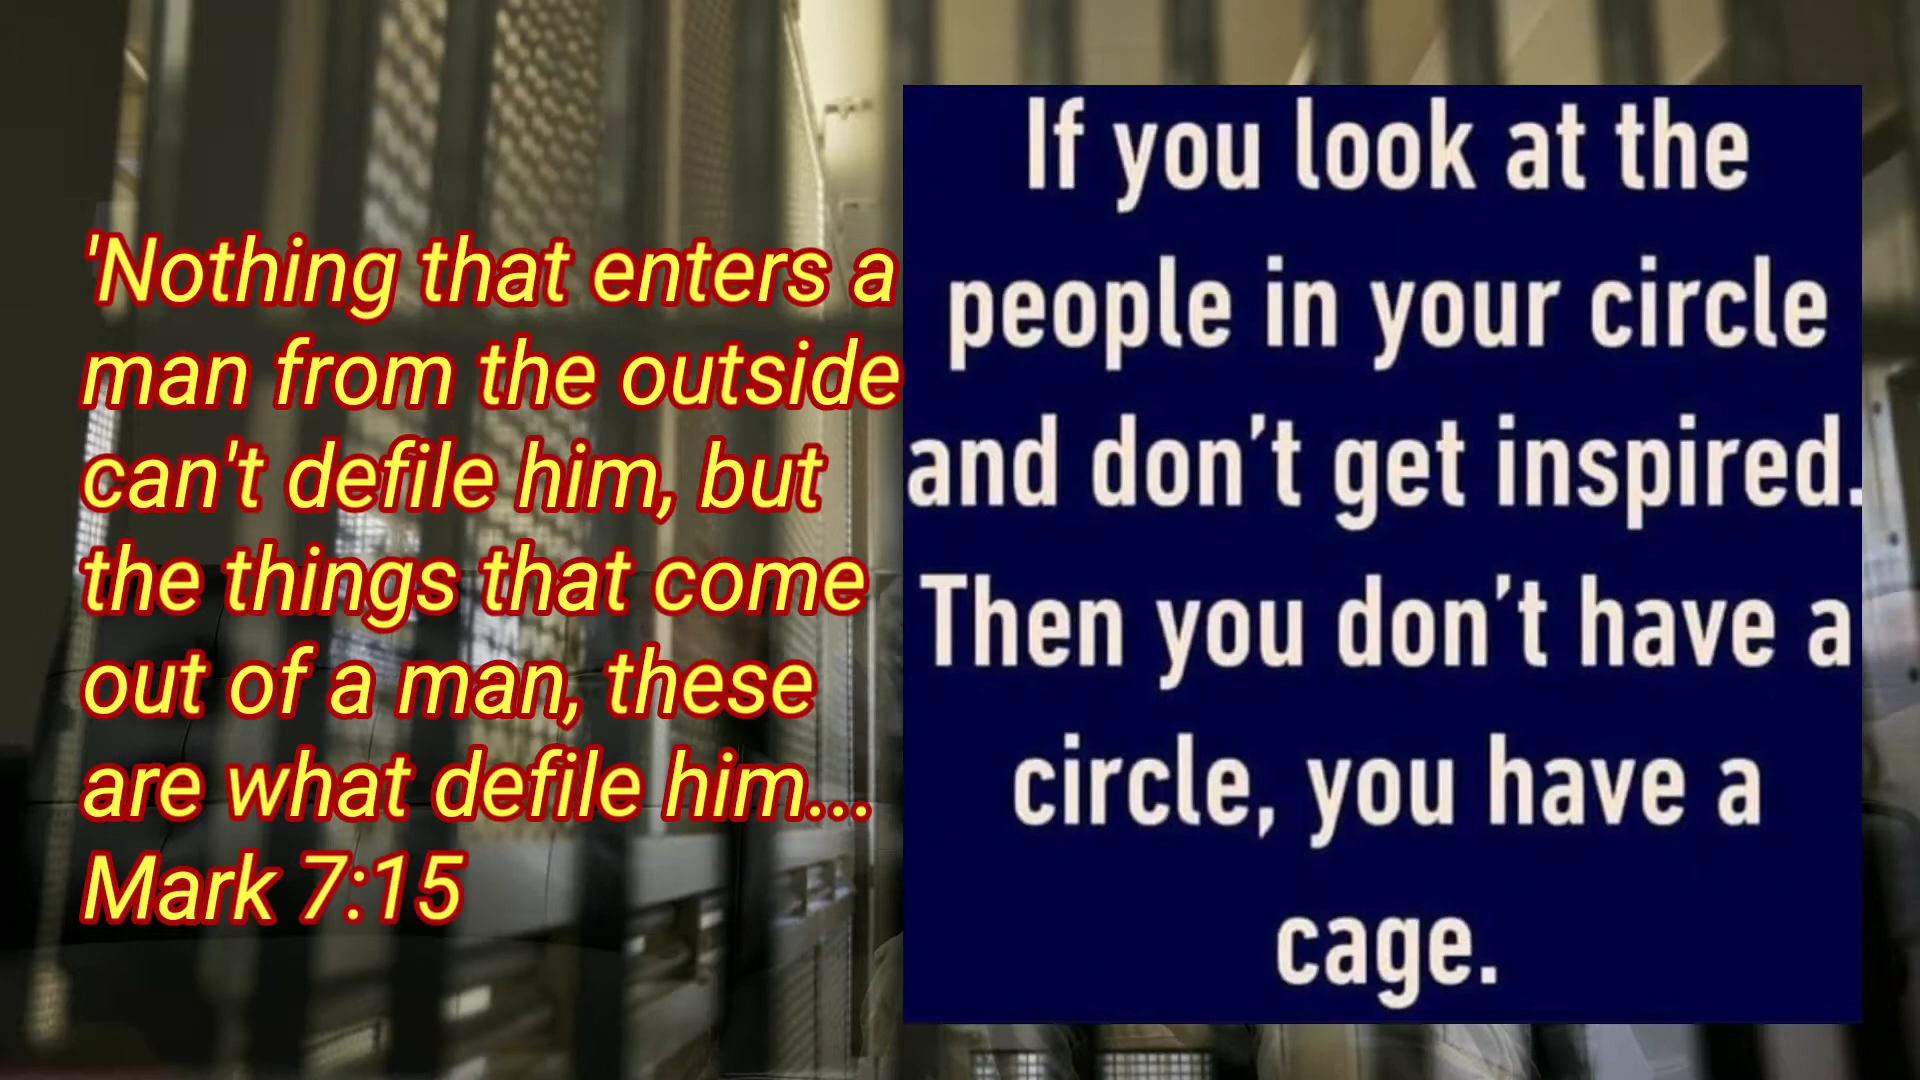 'Nothing that enters a
man from the outside
can't defile him, but
the things that come
out of a man, these
are what defile him...
Mark 7:15
If you look at the
people in your circle
and don’t get inspired.
Then you don’t have a
circle, you have a
cage.